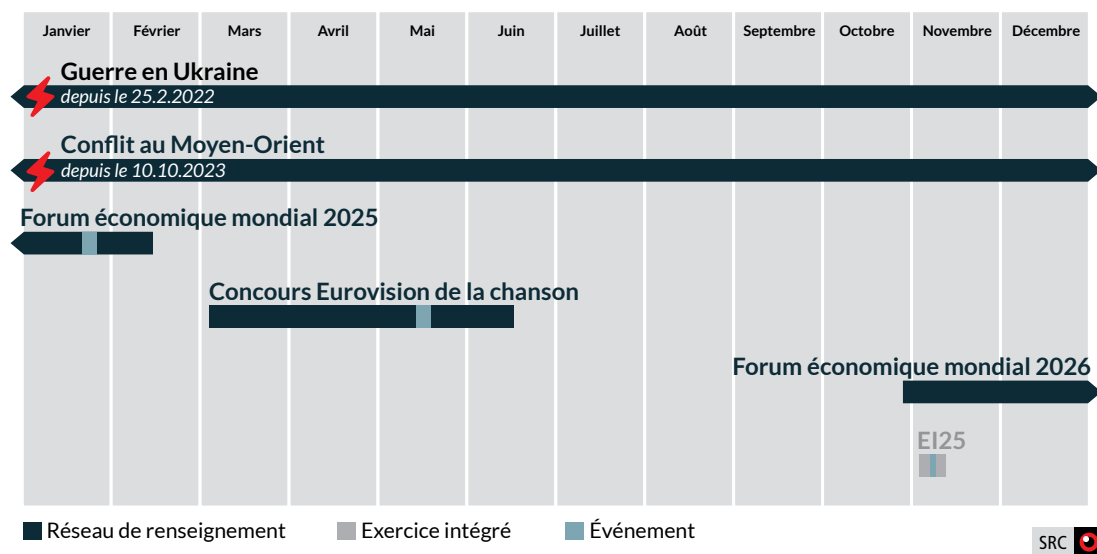 Janvier Février Mars Avril Mai Juin Juillet Août Septembre Octobre Novembre Décembre
Guerre en Ukraine
depuis le 25.2.2022
Conflit au Moyen-Orient
depuis le 10.10.2023
Forum économique mondial 2025
Concours Eurovision de la chanson
Forum économique mondial 2026
EI25
Réseau de renseignement Exercice intégré Événement
SRC